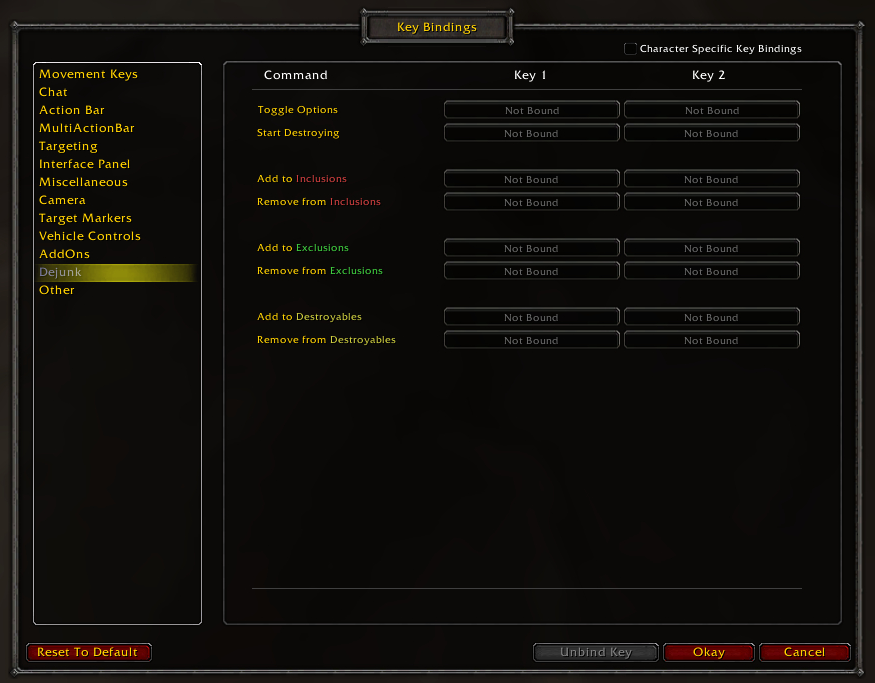 Key Bindings
Character Specific Key Bindings
Movement Keys
Chat
Action Bar
MultiActionBar
Targeting
Interface Panel
Miscellaneous
Camera
Target Markers
Vehicle Controls
AddOns
Dejunk
Other
Command Key 1 Key 2
Toggle Options Not Bound Not Bound
Start Destroying Not Bound Not Bound
Add to Inclusions Not Bound Not Bound
Remove from Inclusions Not Bound Not Bound
Add to Exclusions Not Bound Not Bound
Remove from Exclusions Not Bound Not Bound
Add to Destroyables Not Bound Not Bound
Remove from Destroyables Not Bound Not Bound
Reset To Default Unbind Key Okay Cancel